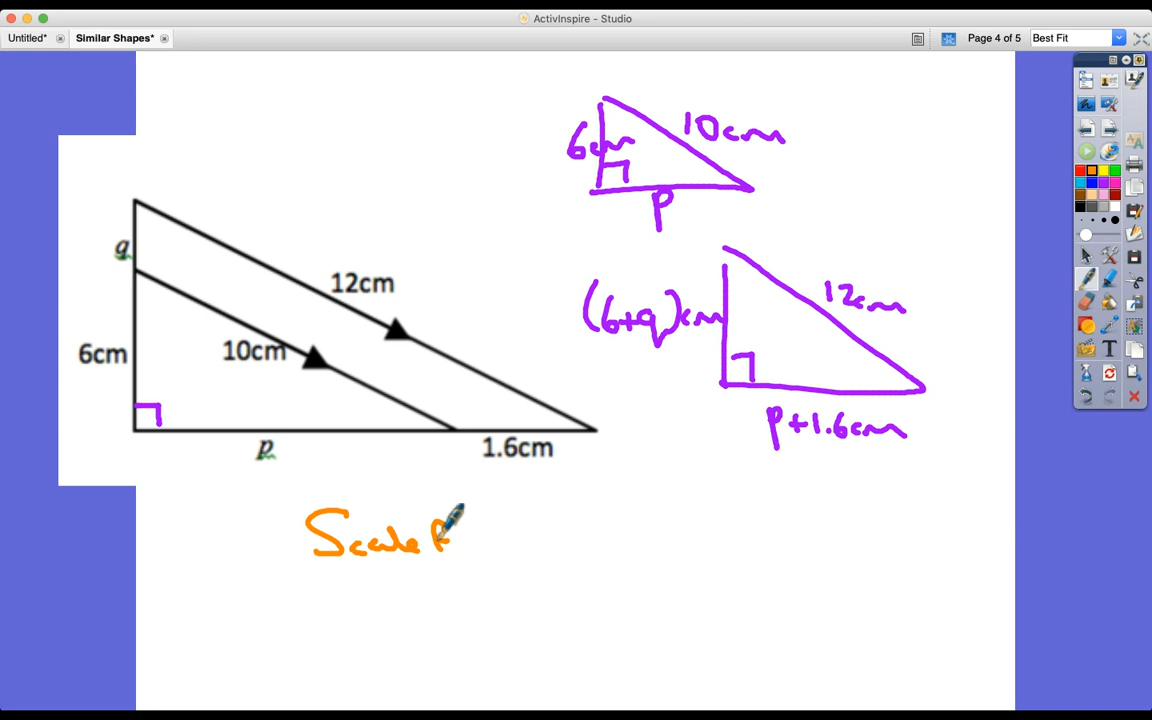 ActivInspire - Studio
Untitled*
Similar Shapes*
Page 4 of 5
Best Fit
10cm
6cm
P
q
12cm
6cm
10cm
p
1.6cm
12cm
(6+q)cm
p+1.6cm
Scale F
T